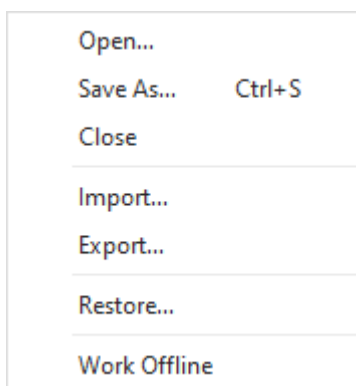 Open...
Save As... Ctrl+S
Close
Import...
Export...
Restore...
Work Offline